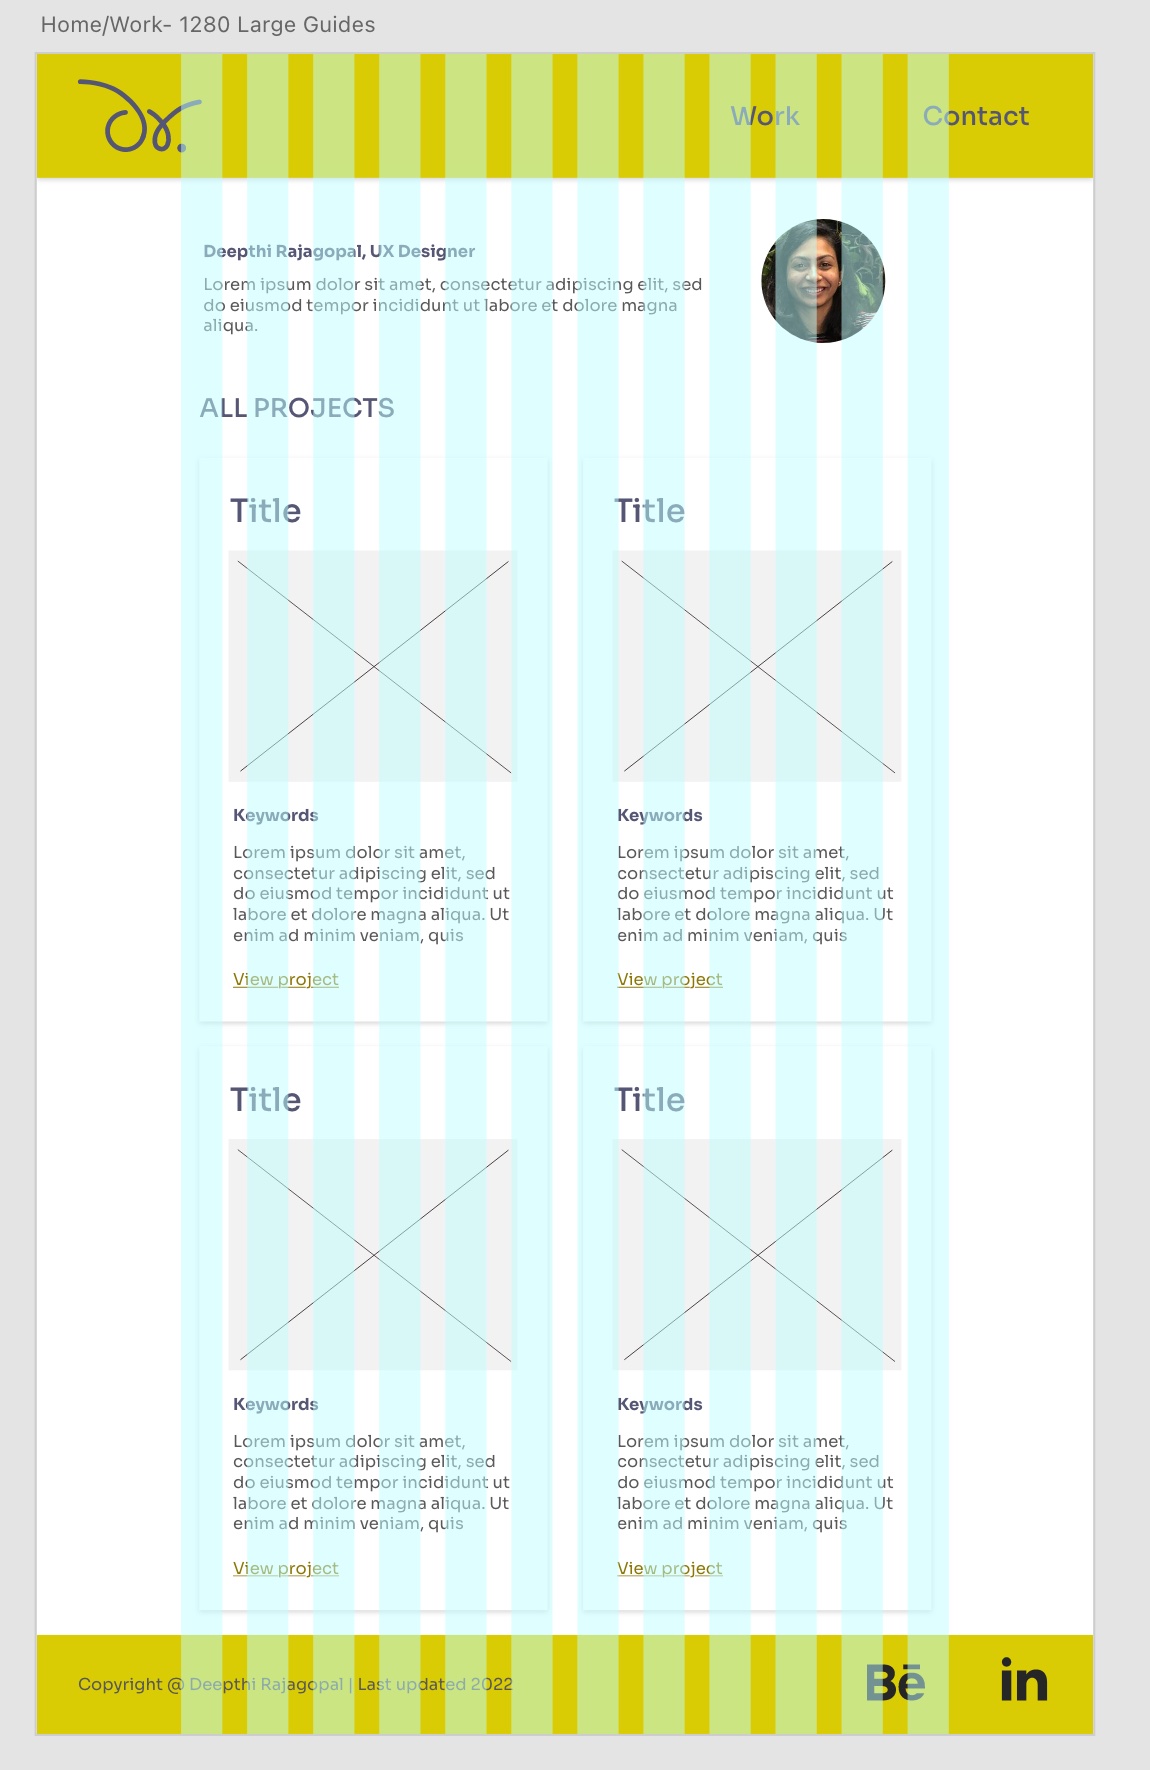 Home/Work- 1280 Large Guides
dr.
Work
Contact
Deepthi Rajagopal, UX Designer
Lorem ipsum dolor sit amet, consectetur adipiscing elit, sed
do eiusmod tempor incididunt ut labore et dolore magna
aliqua.
ALL PROJECTS
Title
Keywords
Lorem ipsum dolor sit amet,
consectetur adipiscing elit, sed
do eiusmod tempor incididunt ut
labore et dolore magna aliqua. Ut
enim ad minim veniam, quis
View project
Title
Keywords
Lorem ipsum dolor sit amet,
consectetur adipiscing elit, sed
do eiusmod tempor incididunt ut
labore et dolore magna aliqua. Ut
enim ad minim veniam, quis
View project
Title
Keywords
Lorem ipsum dolor sit amet,
consectetur adipiscing elit, sed
do eiusmod tempor incididunt ut
labore et dolore magna aliqua. Ut
enim ad minim veniam, quis
View project
Title
Keywords
Lorem ipsum dolor sit amet,
consectetur adipiscing elit, sed
do eiusmod tempor incididunt ut
labore et dolore magna aliqua. Ut
enim ad minim veniam, quis
View project
Copyright @ Deepthi Rajagopal | Last updated 2022
Bē
in